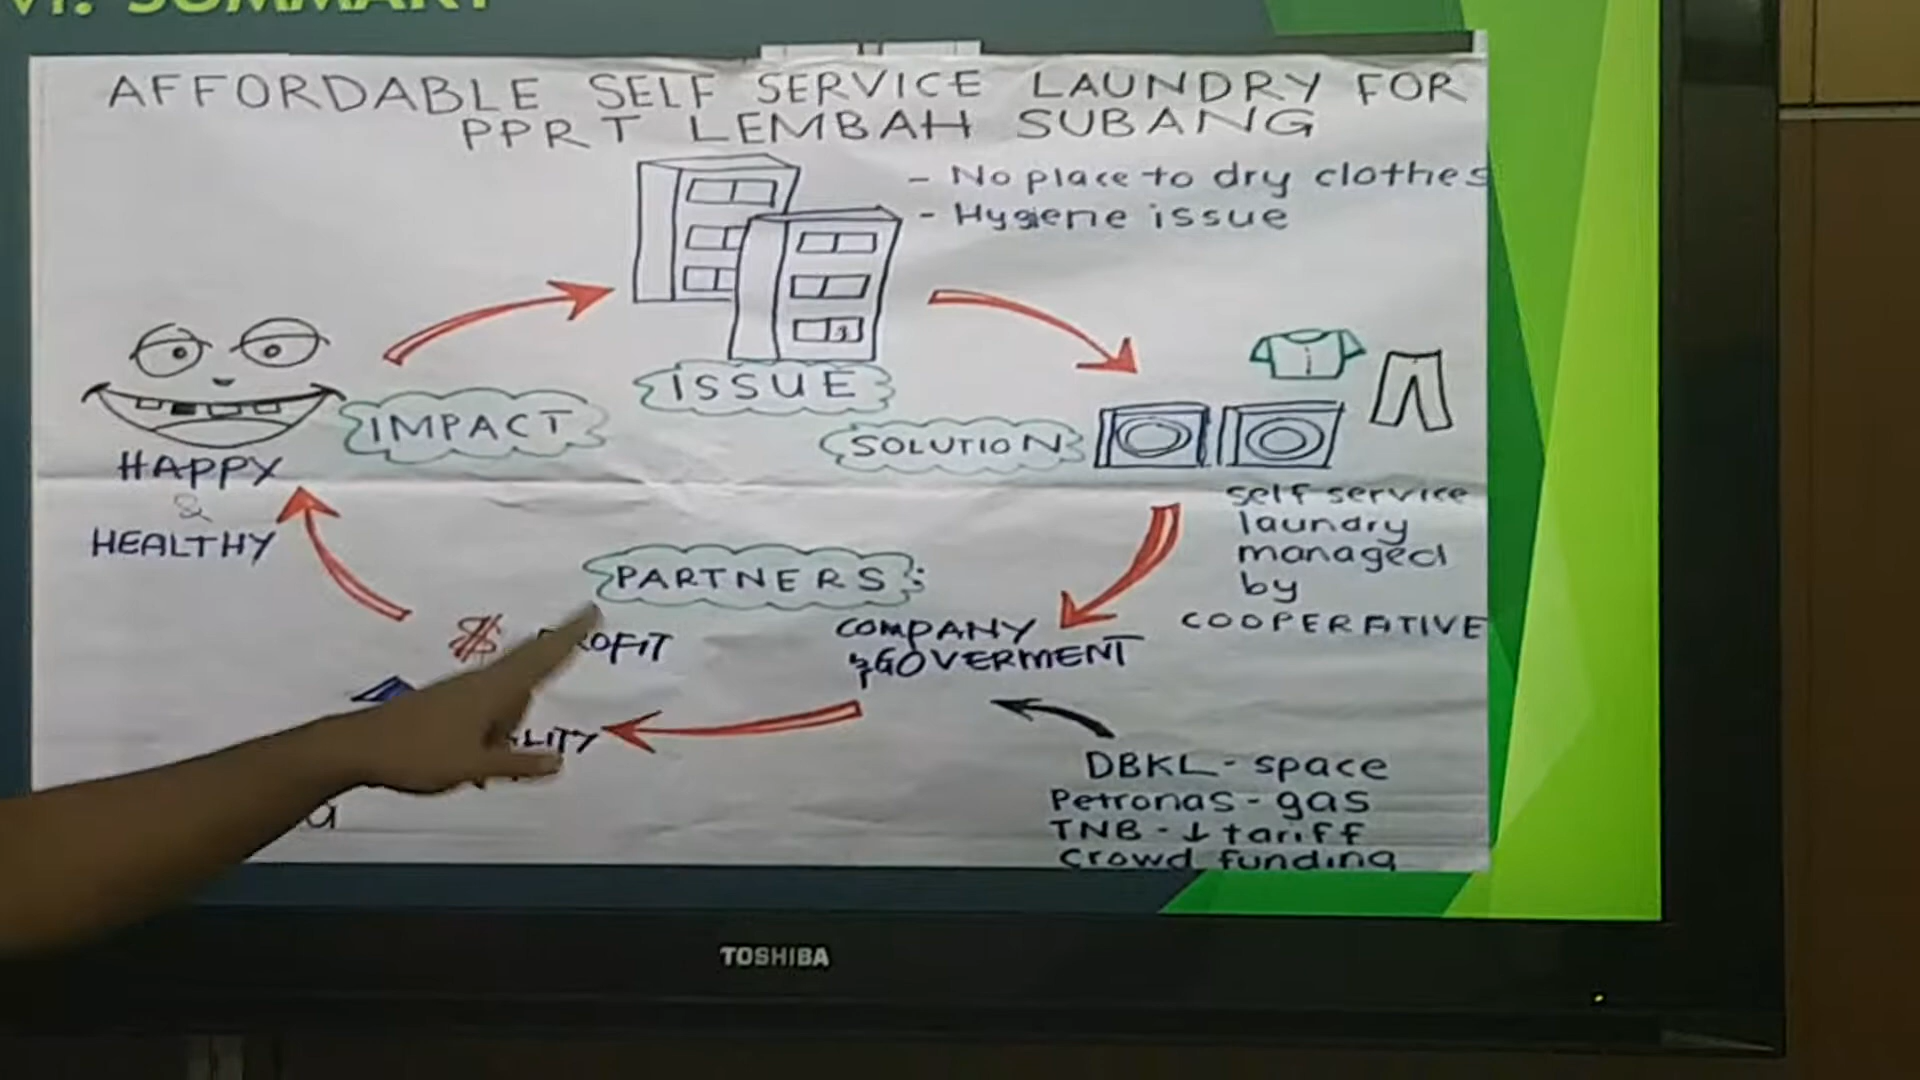 VI. SUMMARY
AFFORDABLE SELF SERVICE LAUNDRY FOR
PPRT LEMBAH SUBANG
- No place to dry clothes
- Hygiene issue
ISSUE
IMPACT
SOLUTION
HAPPY
&
HEALTHY
self service
laundry
managed
by
COOPERATIVE
PARTNERS:
$
COMPANY
& GOVERMENT
DBKL - space
Petronas - gas
TNB - ↓ tariff
Crowd funding
TOSHIBA